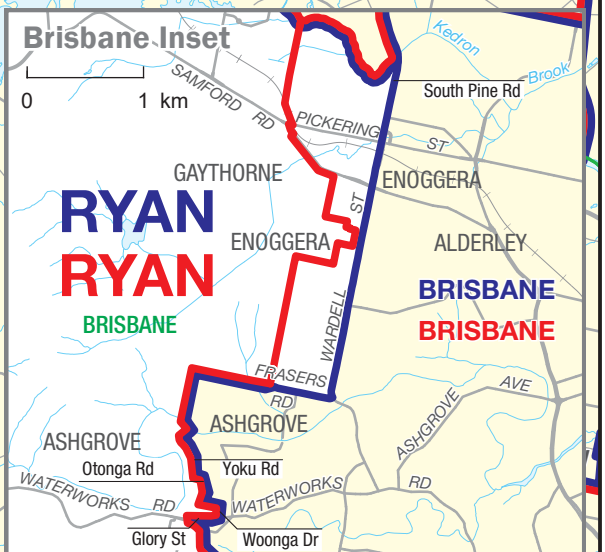 Brisbane Inset
Kedron
Brook
0 1 km
SAMFORD RD
South Pine Rd
PICKERING ST
GAYTHORNE
ENOGGERA
RYAN
ST
ENOGGERA
ALDERLEY
RYAN
BRISBANE
BRISBANE
BRISBANE
WARDELL
FRASERS
RD
AVE
ASHGROVE
ASHGROVE
ASHGROVE
Otonga Rd
Yoku Rd
WATERWORKS RD
WATERWORKS RD
Glory St
Woonga Dr